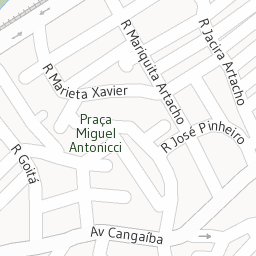 R Jacira Artacho
R Mariquita Artacho
R Marieta Xavier
Praça
Miguel
Antonicci
R José Pinheiro
R Goitá
Av Cangaíba